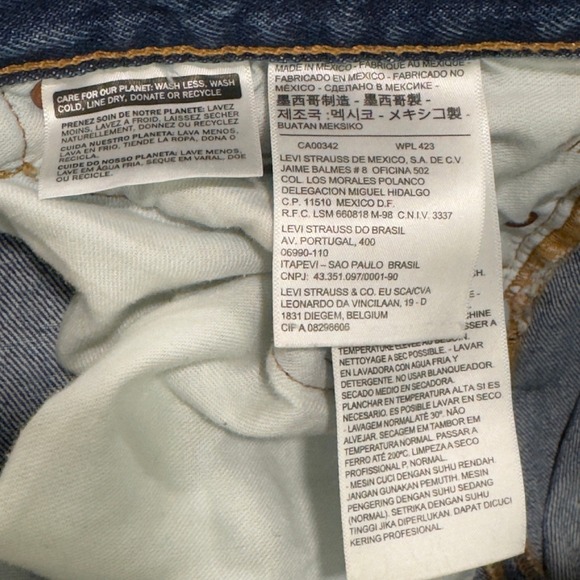 CARE FOR OUR PLANET: WASH LESS, WASH
COLD, LINE DRY, DONATE OR RECYCLE
PRENEZ SOIN DE NOTRE PLANETE: LAVEZ
MOINS, LAVEZ A FROID, LAISSEZ SECHER
NATURELLEMENT, DONNEZ OU RECYCLEZ
CUIDA NUESTRO PLANETA: LAVA MENOS,
LAVA EN FRIO, TIENDE LA ROPA, DONA O
RECICLA
CUIDE DO NOSSO PLANETA: LAVE MENOS,
LAVE EM AGUA FRIA, SEQUE EM VARAL, DOE
OU RECICLE
MADE IN MEXICO - FABRIQUE AU MEXIQUE -
FABRICADO EN MEXICO - FABRICADO NO
MEXICO - СДЕЛАНО В МЕКСИКЕ -
墨西哥制造 - 墨西哥製 -
제조국 :멕시코 - メキシコ製 -
BUATAN MEKSIKO
CA00342 WPL 423
LEVI STRAUSS DE MEXICO, S.A. DE C.V
JAIME BALMES # 8 OFICINA 502
COL. LOS MORALES POLANCO
DELEGACION MIGUEL HIDALGO
C.P. 11510 MEXICO D.F.
R.F.C. LSM 660818 M-98 C.N.I.V. 3337
LEVI STRAUSS DO BRASIL
AV. PORTUGAL, 400
06990-110
ITAPEVI – SAO PAULO BRASIL
CNPJ: 43.351.097/0001-90
LEVI STRAUSS & CO. EU SCA/CVA
LEONARDO DA VINCILAAN, 19 - D
1831 DIEGEM, BELGIUM
CIF A 08298606
TEMPERATURE ELEVEE AU BESOIN.
NETTOYAGE A SEC POSSIBLE. - LAVAR
EN LAVADORA CON AGUA FRIA Y
DETERGENTE. NO USAR BLANQUEADOR.
SECADO MEDIO EN SECADORA.
PLANCHAR EN TEMPERATURA ALTA SI ES
NECESARIO. ES POSIBLE LAVAR EN SECO
- LAVAGEM NORMAL ATÉ 30º. NÃO
ALVEJAR. SECAGEM EM TAMBOR EM
TEMPERATURA NORMAL. PASSAR A
FERRO ATÉ 200ºC. LIMPEZA A SECO
PROFISSIONAL P, NORMAL.
- MESIN CUCI DENGAN SUHU RENDAH
JANGAN GUNAKAN PEMUTIH. MESIN
PENGERING DENGAN SUHU SEDANG
(NORMAL). SETRIKA DENGAN SUHU
TINGGI JIKA DIPERLUKAN. DAPAT DICUCI
KERING PROFESIONAL.